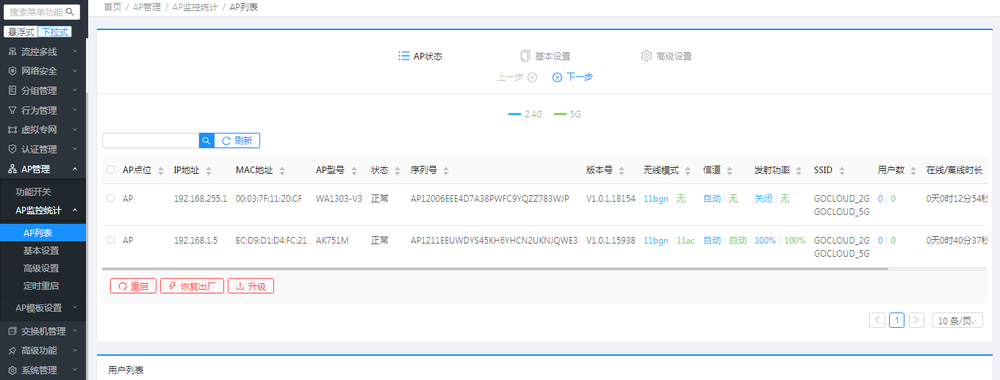 搜索菜单功能
悬浮式 下拉式
流控多线
网络安全
分组管理
行为管理
虚拟专网
认证管理
AP管理
功能开关
AP监控统计
AP列表
基本设置
高级设置
定时重启
AP模板设置
交换机管理
高级功能
系统管理
首页 / AP管理 / AP监控统计 / AP列表
AP状态 基本设置 高级设置
上一步 下一步
2.4G 5G
刷新
AP点位 IP地址 MAC地址 AP型号 状态 序列号 版本号 无线模式 信道 发射功率 SSID 用户数 在线/离线时长
AP 192.168.255.1 00:03:7F:11:20:CF WA1303-V3 正常 AP12006EEE4D7A38PWFC9YQZZ783WJP V1.0.1.18154 11bgn 无 自动 无 关闭 无 GOCLOUD_2G 0 0 0天0时12分54秒
GOCLOUD_5G
AP 192.168.1.5 EC:D9:D1:D4:FC:21 AK751M 正常 AP1211EEUWDYS45KH6YHCN2UKNJQWE3 V1.0.1.15938 11bgn 11ac 自动 自动 100% 100% GOCLOUD_2G 0 0 0天0时40分37秒
GOCLOUD_5G
重启 恢复出厂 升级
1 10 条/页
用户列表